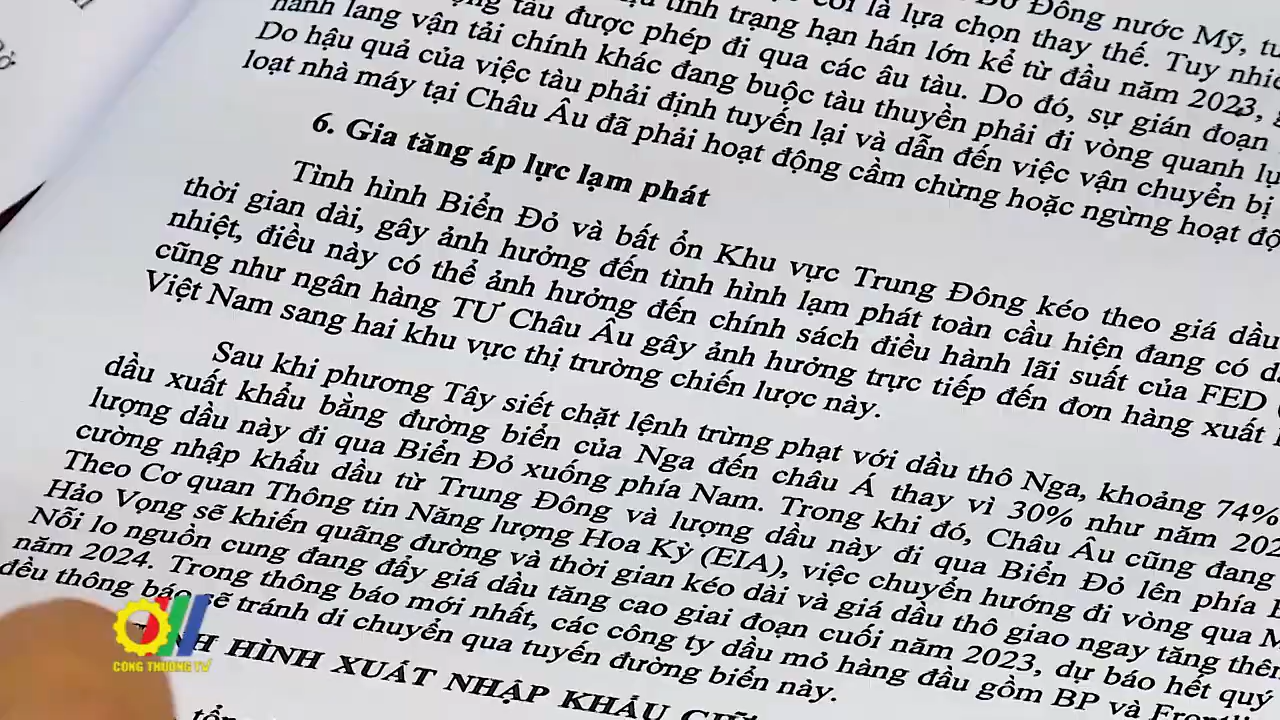 Đông nước Mỹ,
coi là lựa chọn thay thế. Tuy nhiê
tình trạng hạn hán lớn kể từ đầu năm 2023,
tàu được phép đi qua các âu tàu. Do đó, sự gián đoạn
hành lang vận tải chính khác đang buộc tàu thuyền phải đi vòng quanh
Do hậu quả của việc tàu phải định tuyến lại và dẫn đến việc vận chuyển bị
loạt nhà máy tại Châu Âu đã phải hoạt động cầm chừng hoặc ngừng hoạt độ
6. Gia tăng áp lực lạm phát
Tình hình Biển Đỏ và bất ổn Khu vực Trung Đông kéo theo giá dầu
thời gian dài, gây ảnh hưởng đến tình hình lạm phát toàn cầu hiện đang có
nhiệt, điều này có thể ảnh hưởng đến chính sách điều hành lãi suất của FED
cũng như ngân hàng TƯ Châu Âu gây ảnh hưởng trực tiếp đến đơn hàng xuất
Việt Nam sang hai khu vực thị trường chiến lược này.
Sau khi phương Tây siết chặt lệnh trừng phạt với dầu thô Nga, khoảng 74%
dầu xuất khẩu bằng đường biển của Nga đến châu Á thay vì 30% như năm 202
lượng dầu này đi qua Biển Đỏ xuống phía Nam. Trong khi đó, Châu Âu cũng đang
cường nhập khẩu dầu từ Trung Đông và lượng dầu này đi qua Biển Đỏ lên phía
Theo Cơ quan Thông tin Năng lượng Hoa Kỳ (EIA), việc chuyển hướng đi vòng qua M
Hảo Vọng sẽ khiến quãng đường và thời gian kéo dài và giá dầu thô giao ngay tăng thê
Nỗi lo nguồn cung đang đẩy giá dầu tăng cao giai đoạn cuối năm 2023, dự báo hết quý
năm 2024. Trong thông báo mới nhất, các công ty dầu mỏ hàng đầu gồm BP và Frontli
đều thông báo sẽ tránh di chuyển qua tuyến đường biển này.
HÌNH XUẤT NHẬP KHẨU
CÔNG THƯƠNG TV